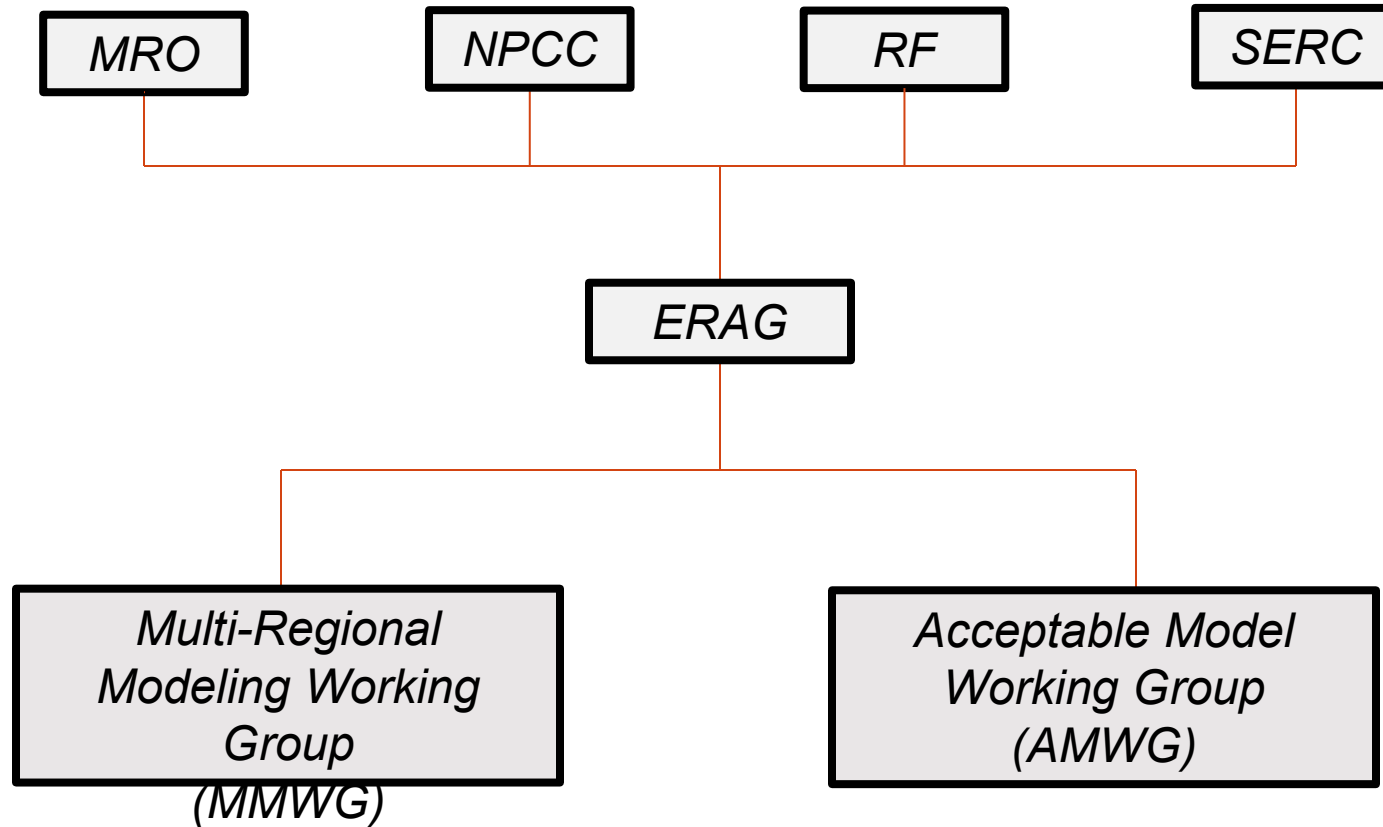 MRO
NPCC
RF
SERC
ERAG
Multi-Regional
Modeling Working
Group
(MMWG)
Acceptable Model
Working Group
(AMWG)